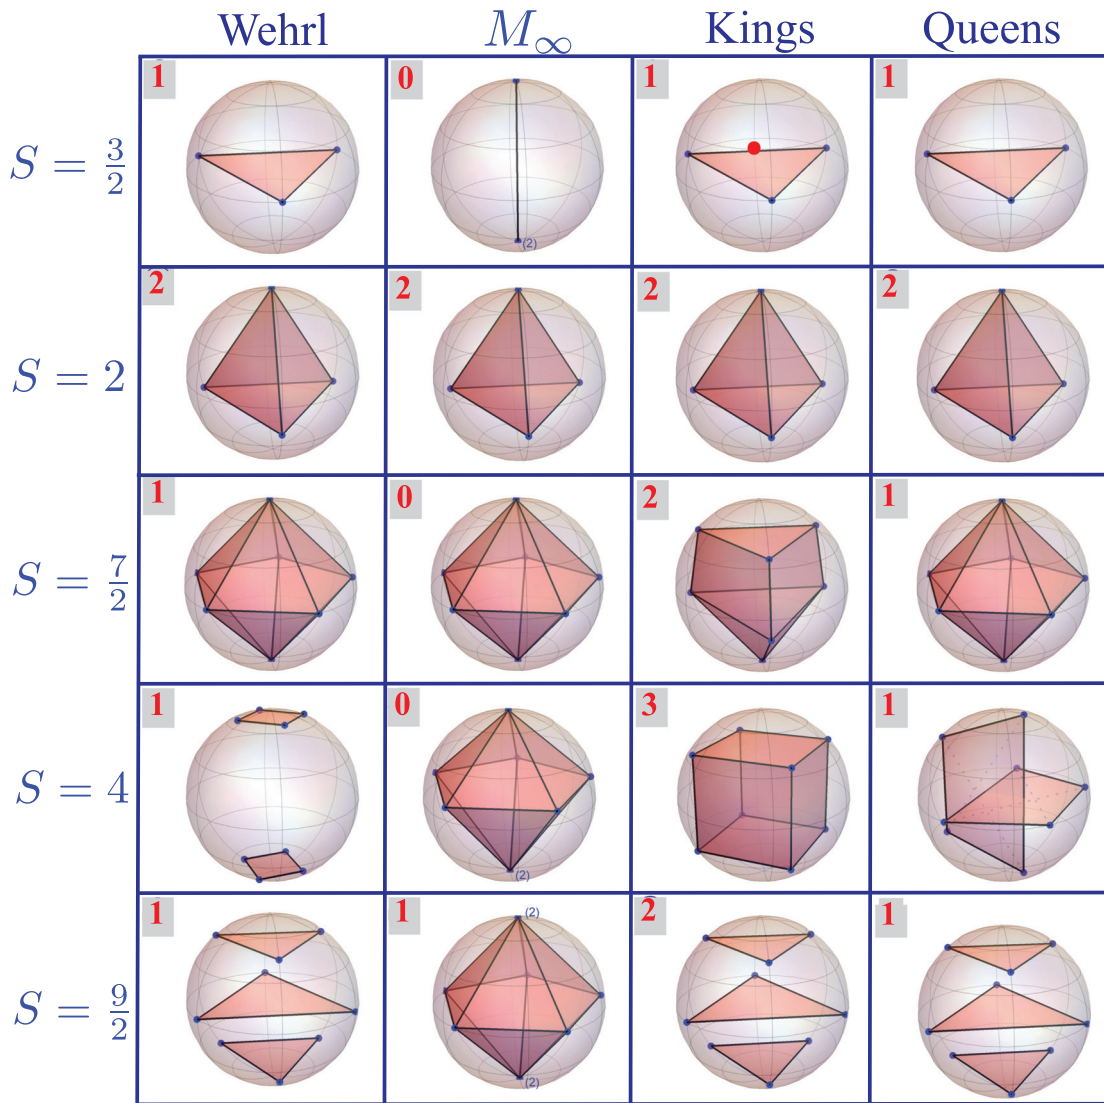 Wehrl M_∞ Kings Queens
S = 3/2 1 0 1 1
(2)
S = 2 2 2 2 2
S = 7/2 1 0 2 1
S = 4 1 0 3 1
(2)
S = 9/2 1 1 2 1
(2)
(2)